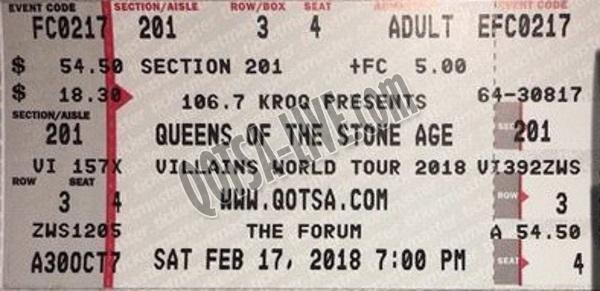 EVENT CODE SECTION/AISLE ROW/BOX SEAT EVENT CODE
FC0217 201 3 4 ADULT EFC0217
$ 54.50 SECTION 201 +FC 5.00
$ 18.30 106.7 KROQ PRESENTS 64-30817
SECTION/AISLE
201 QUEENS OF THE STONE AGE 201
VI 157X VILLAINS WORLD TOUR 2018 VI392ZWS
ROW SEAT ROW
3 4 WWW.QOTSA.COM 3
ZWS1205 THE FORUM A 54.50
A30OCT7 SAT FEB 17, 2018 7:00 PM SEAT 4
QOTSA-LIVE.com